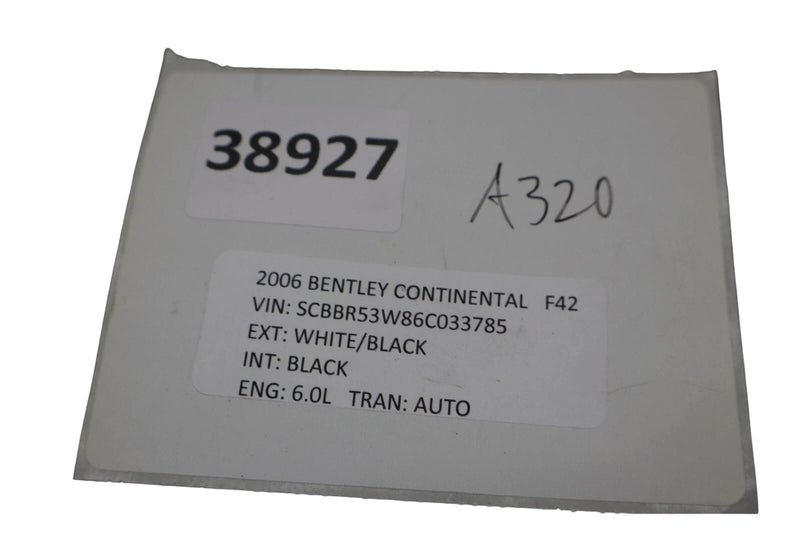 38927
A320
2006 BENTLEY CONTINENTAL F42
VIN: SCBBR53W86C033785
EXT: WHITE/BLACK
INT: BLACK
ENG: 6.0L TRAN: AUTO